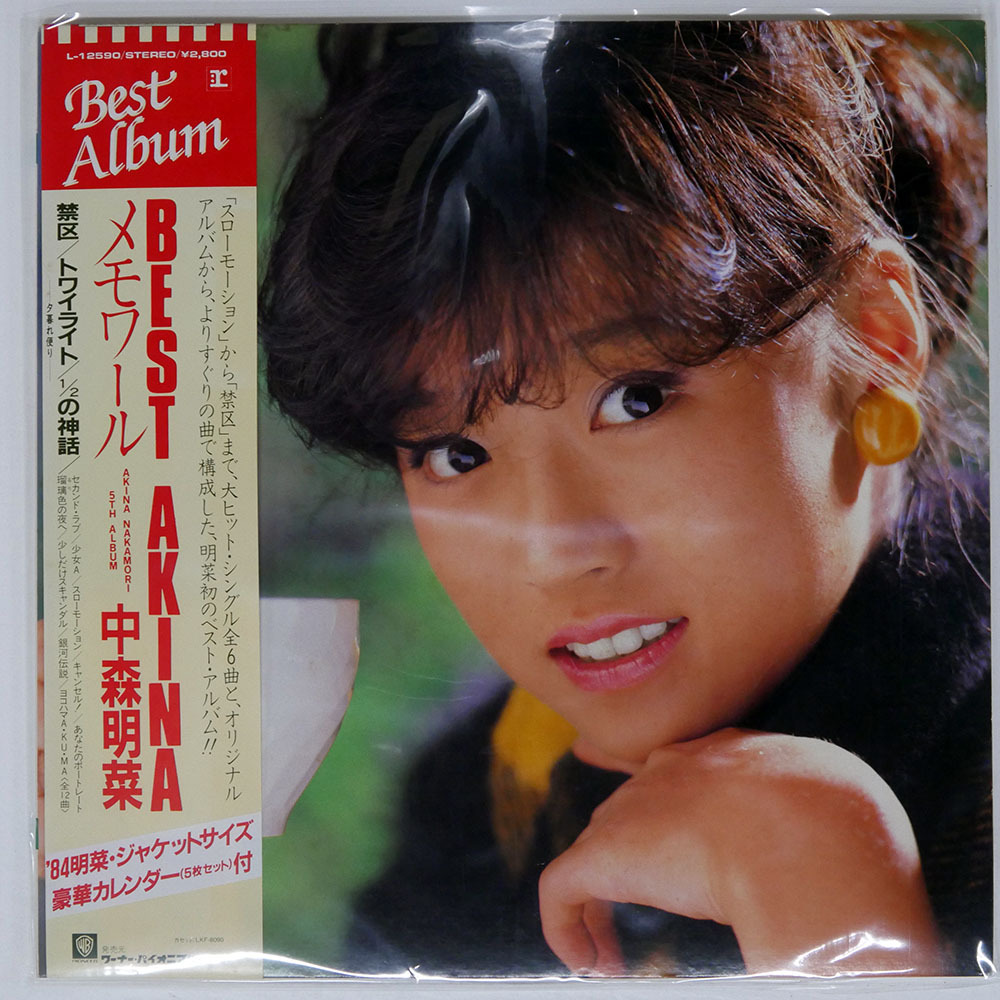 L-12590/STEREO/¥2,800
Best
Album
r
BEST AKINA
メモワール
AKINA NAKAMORI
5TH ALBUM
中森明菜
禁区/トワイライト/1/2の神話/
夕暮れ便り
セカンド・ラブ/少女A/スローモーション/キャンセル!/あなたのポートレート
瑠璃色の夜へ/少しだけスキャンダル/銀河伝説/ヨコハマA・KU・MA〈全12曲〉
「スローモーション」から「禁区」まで、大ヒット・シングル全6曲と、オリジナル
アルバムから、よりすぐりの曲で構成した、明菜初のベスト・アルバム!!
'84明菜・ジャケットサイズ
豪華カレンダー(5枚セット)付
カセット:LKF-8090
WB
PIONEER
発売元
ワーナー・パイオニア